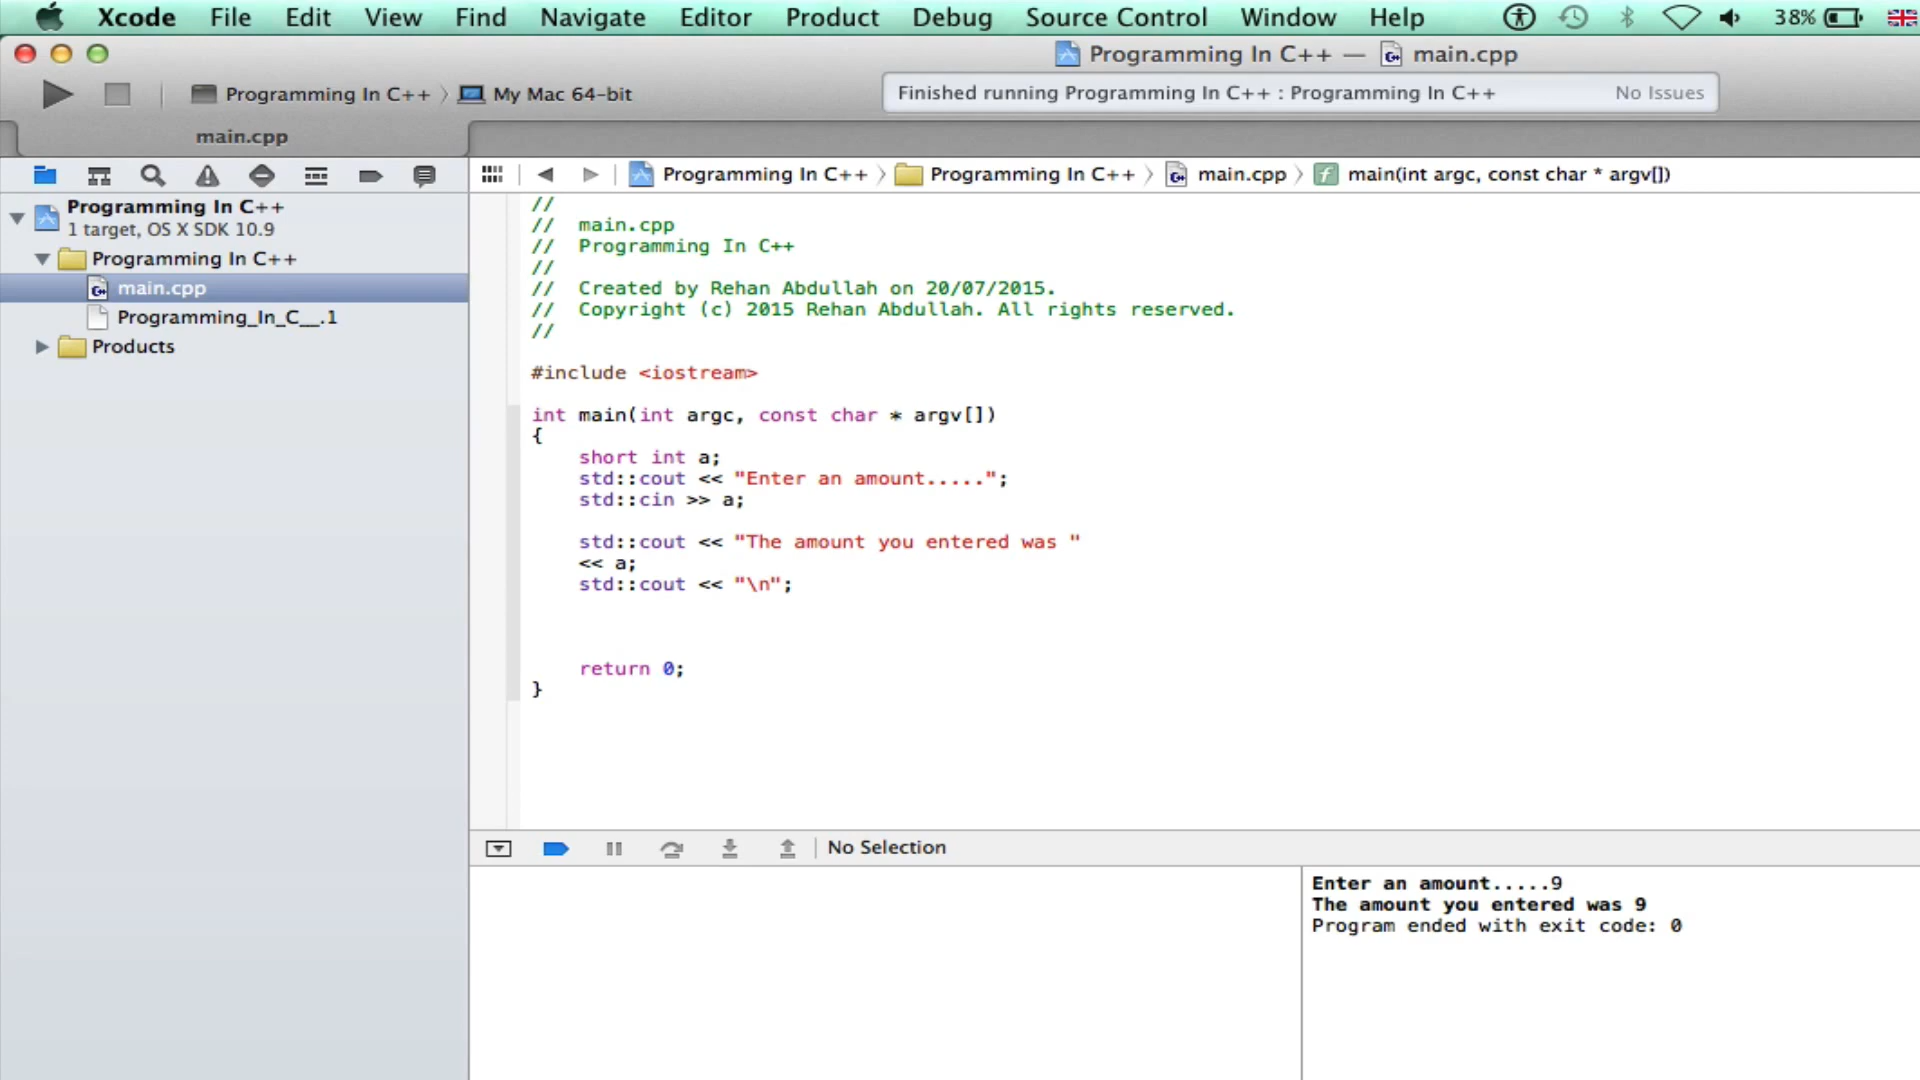 Xcode File Edit View Find Navigate Editor Product Debug Source Control Window Help 38%
Programming In C++ — main.cpp
Programming In C++ 〉 My Mac 64-bit
Finished running Programming In C++ : Programming In C++ No Issues
main.cpp
Programming In C++ 〉 Programming In C++ 〉 main.cpp 〉 main(int argc, const char * argv[])
Programming In C++
1 target, OS X SDK 10.9
Programming In C++
main.cpp
Programming_In_C__.1
Products
//
//  main.cpp
//  Programming In C++
//
//  Created by Rehan Abdullah on 20/07/2015.
//  Copyright (c) 2015 Rehan Abdullah. All rights reserved.
//
#include <iostream>
int main(int argc, const char * argv[])
{
    short int a;
    std::cout << "Enter an amount.....";
    std::cin >> a;
    std::cout << "The amount you entered was "
    << a;
    std::cout << "\n";
    return 0;
}
No Selection
Enter an amount.....9
The amount you entered was 9
Program ended with exit code: 0